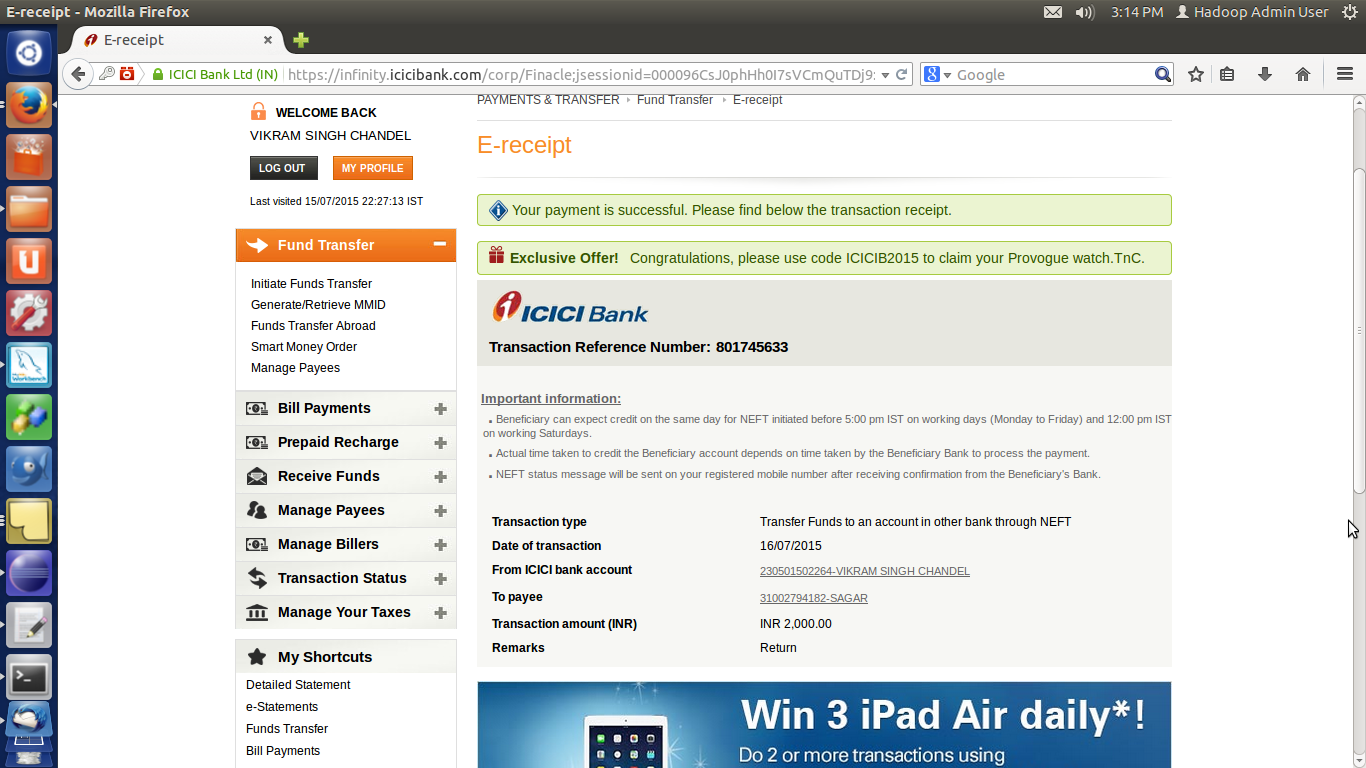 E-receipt - Mozilla Firefox
3:14 PM
Hadoop Admin User
E-receipt
ICICI Bank Ltd (IN)
https://infinity.icicibank.com/corp/Finacle;jsessionid=000096CsJ0phHh0I7sVCmQuTDj9:
Google
WELCOME BACK
VIKRAM SINGH CHANDEL
LOG OUT
MY PROFILE
Last visited 15/07/2015 22:27:13 IST
Fund Transfer
Initiate Funds Transfer
Generate/Retrieve MMID
Funds Transfer Abroad
Smart Money Order
Manage Payees
Bill Payments
Prepaid Recharge
Receive Funds
Manage Payees
Manage Billers
Transaction Status
Manage Your Taxes
My Shortcuts
Detailed Statement
e-Statements
Funds Transfer
Bill Payments
PAYMENTS & TRANSFER
Fund Transfer
E-receipt
E-receipt
Your payment is successful. Please find below the transaction receipt.
Exclusive Offer! Congratulations, please use code ICICIB2015 to claim your Provogue watch.TnC.
ICICI Bank
Transaction Reference Number: 801745633
Important information:
Beneficiary can expect credit on the same day for NEFT initiated before 5:00 pm IST on working days (Monday to Friday) and 12:00 pm IST
on working Saturdays.
Actual time taken to credit the Beneficiary account depends on time taken by the Beneficiary Bank to process the payment.
NEFT status message will be sent on your registered mobile number after receiving confirmation from the Beneficiary's Bank.
Transaction type Transfer Funds to an account in other bank through NEFT
Date of transaction 16/07/2015
From ICICI bank account 230501502264-VIKRAM SINGH CHANDEL
To payee 31002794182-SAGAR
Transaction amount (INR) INR 2,000.00
Remarks Return
Win 3 iPad Air daily*!
Do 2 or more transactions using